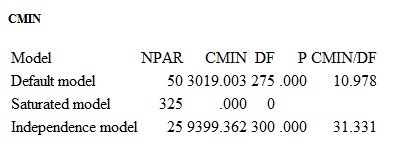 CMIN
Model NPAR CMIN DF P CMIN/DF
Default model 50 3019.003 275 .000 10.978
Saturated model 325 .000 0
Independence model 25 9399.362 300 .000 31.331